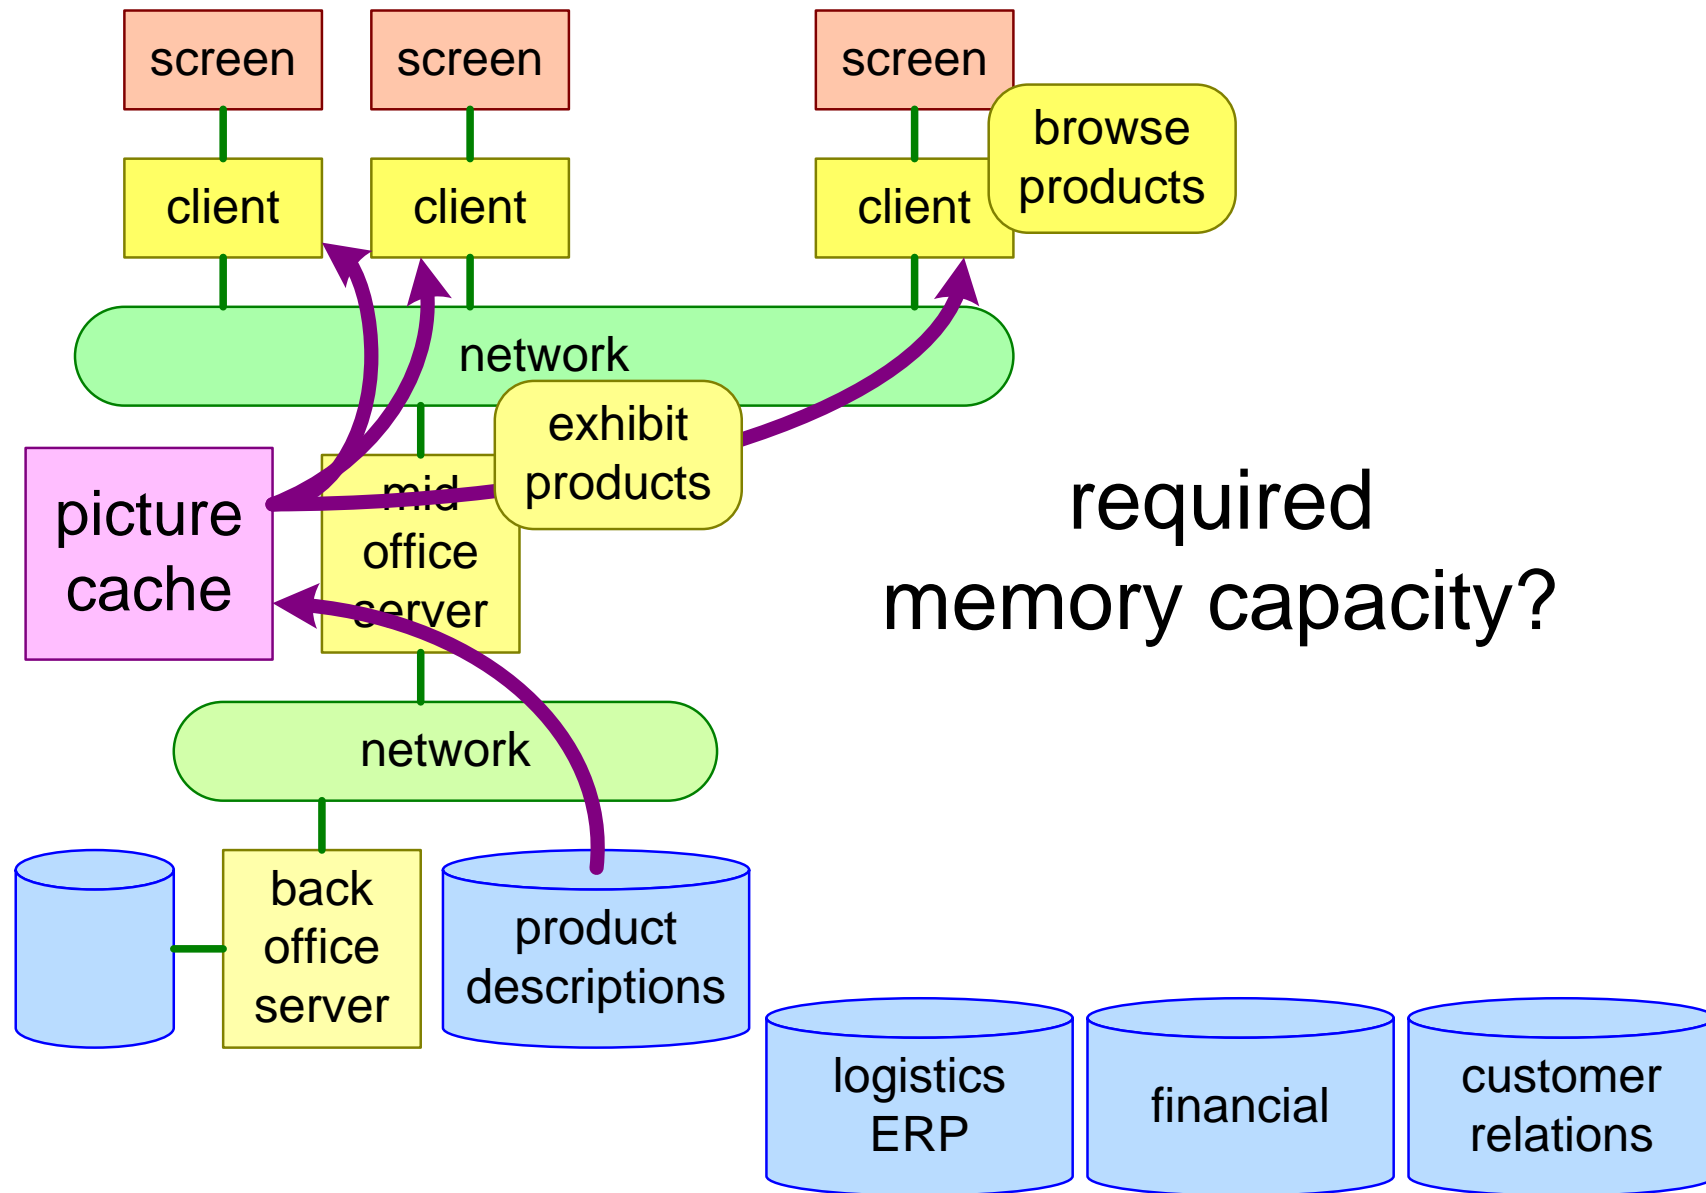 screen
screen
screen
client
client
client
browse
products
network
exhibit
products
picture
cache
mid
office
server
required
memory capacity?
network
back
office
server
product
descriptions
logistics
ERP
financial
customer
relations